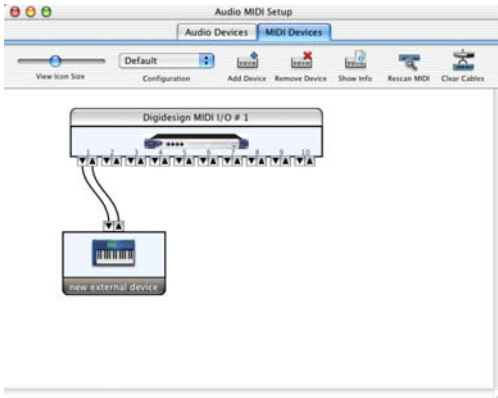 Audio MIDI Setup
Audio Devices MIDI Devices
Default
View Icon Size Configuration Add Device Remove Device Show Info Rescan MIDI Clear Cables
Digidesign MIDI I/O # 1
1 2 3 4 5 6 7 8 9 10
new external device